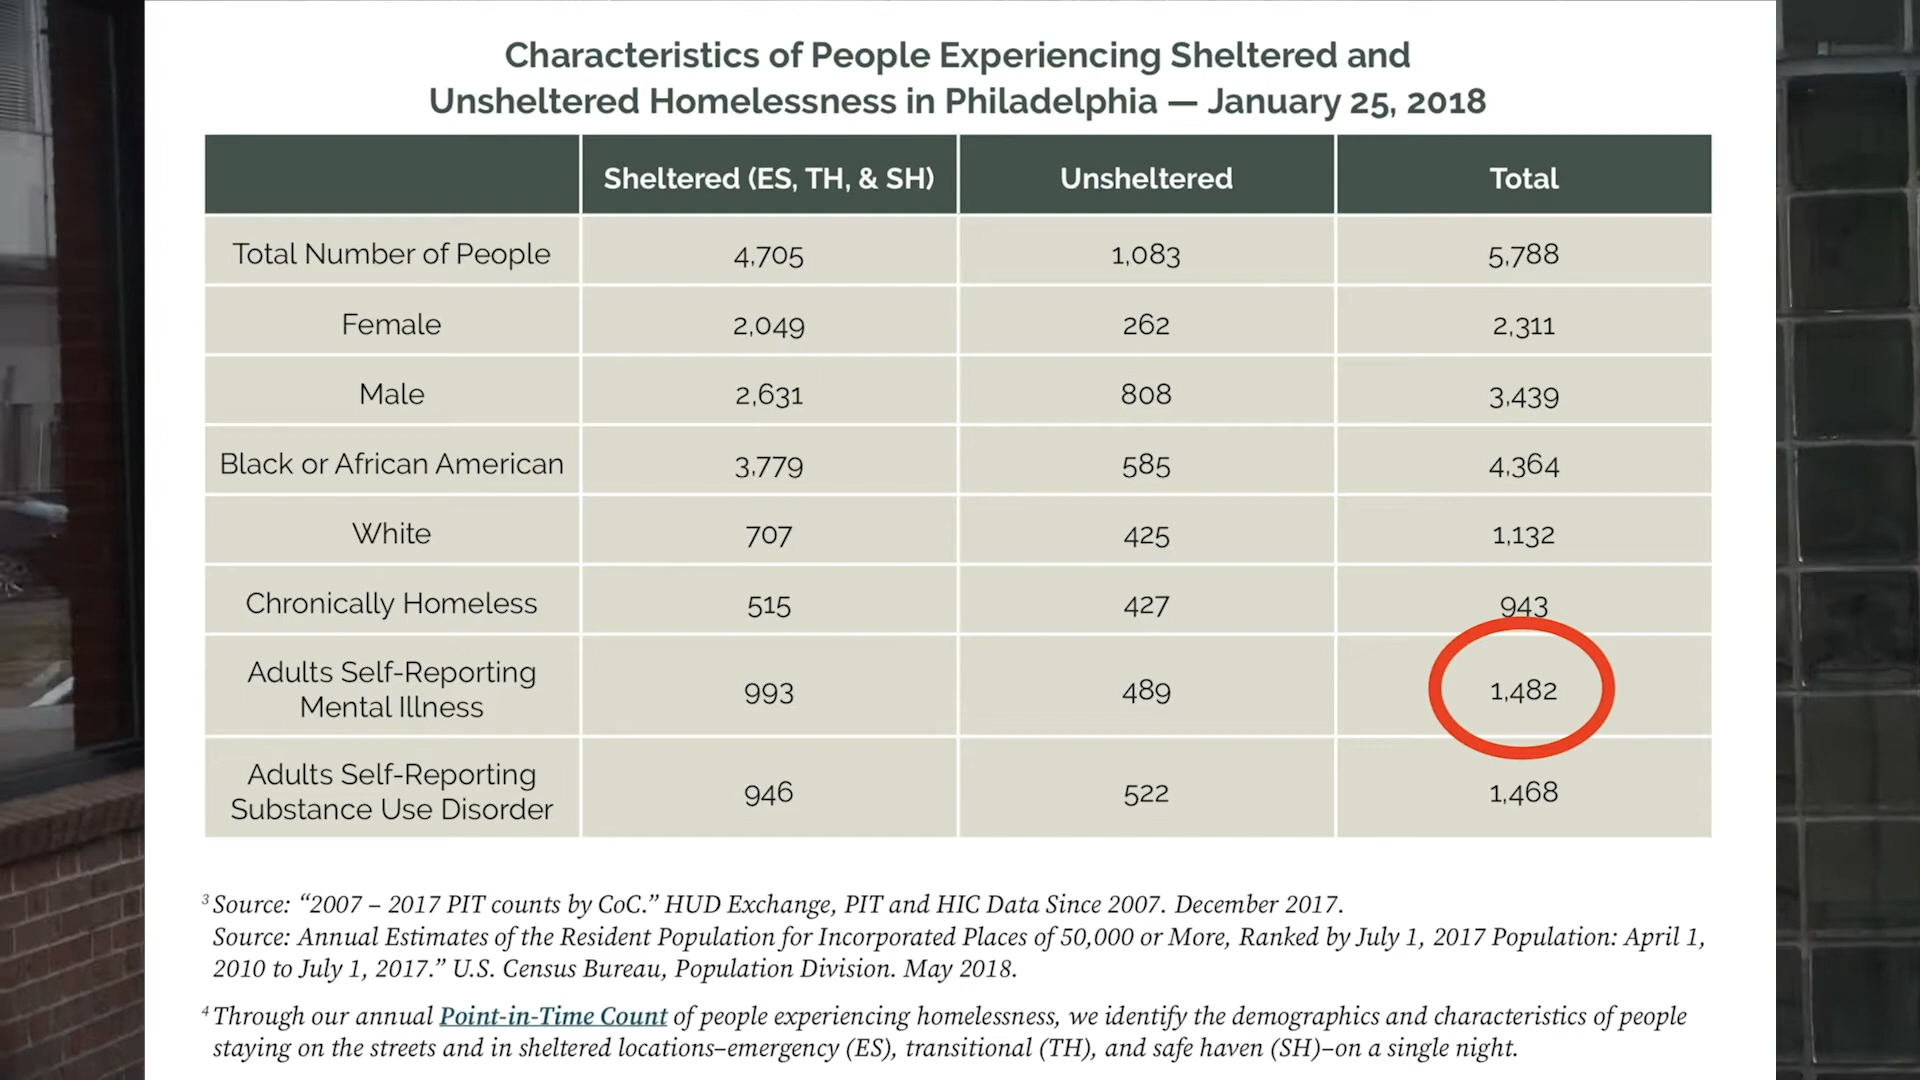 Characteristics of People Experiencing Sheltered and
Unsheltered Homelessness in Philadelphia — January 25, 2018
Sheltered (ES, TH, & SH) Unsheltered Total
Total Number of People 4,705 1,083 5,788
Female 2,049 262 2,311
Male 2,631 808 3,439
Black or African American 3,779 585 4,364
White 707 425 1,132
Chronically Homeless 515 427 943
Adults Self-Reporting
Mental Illness 993 489 1,482
Adults Self-Reporting
Substance Use Disorder 946 522 1,468
3 Source: “2007 – 2017 PIT counts by CoC.” HUD Exchange, PIT and HIC Data Since 2007. December 2017.
Source: Annual Estimates of the Resident Population for Incorporated Places of 50,000 or More, Ranked by July 1, 2017 Population: April 1,
2010 to July 1, 2017.” U.S. Census Bureau, Population Division. May 2018.
4 Through our annual Point-in-Time Count of people experiencing homelessness, we identify the demographics and characteristics of people
staying on the streets and in sheltered locations–emergency (ES), transitional (TH), and safe haven (SH)–on a single night.